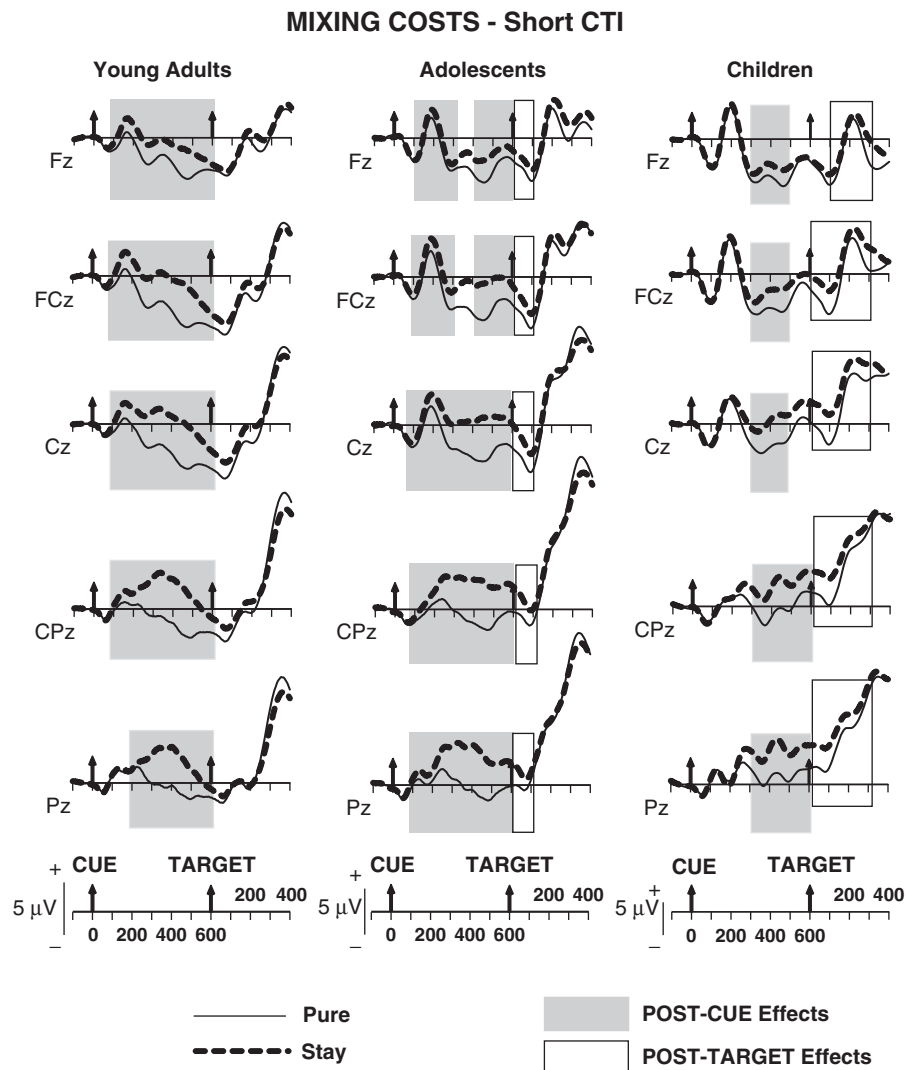 MIXING COSTS - Short CTI
Young Adults Adolescents Children
Fz Fz Fz
FCz FCz FCz
Cz Cz Cz
CPz CPz CPz
Pz Pz Pz
+ CUE TARGET + CUE TARGET CUE TARGET
200 400 200 400 + 200 400
5 µV 5 µV 5 µV
− 0 200 400 600 − 0 200 400 600 − 0 200 400 600
Pure POST-CUE Effects
Stay POST-TARGET Effects